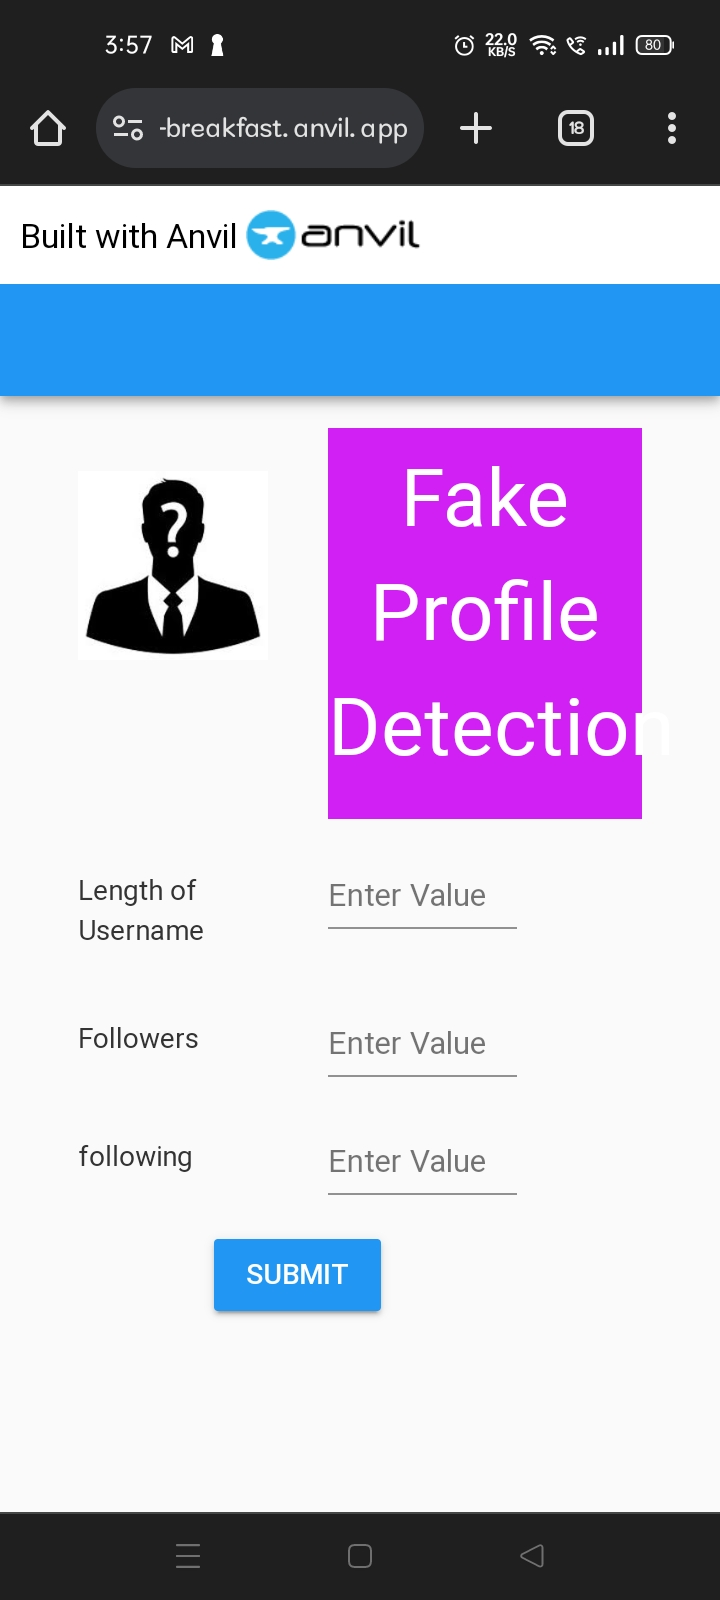 3:57
22.0
KB/S
80
-breakfast.anvil.app
18
Built with Anvil anvil
?
Fake
Profile
Detection
Length of
Username
Enter Value
Followers
Enter Value
following
Enter Value
SUBMIT